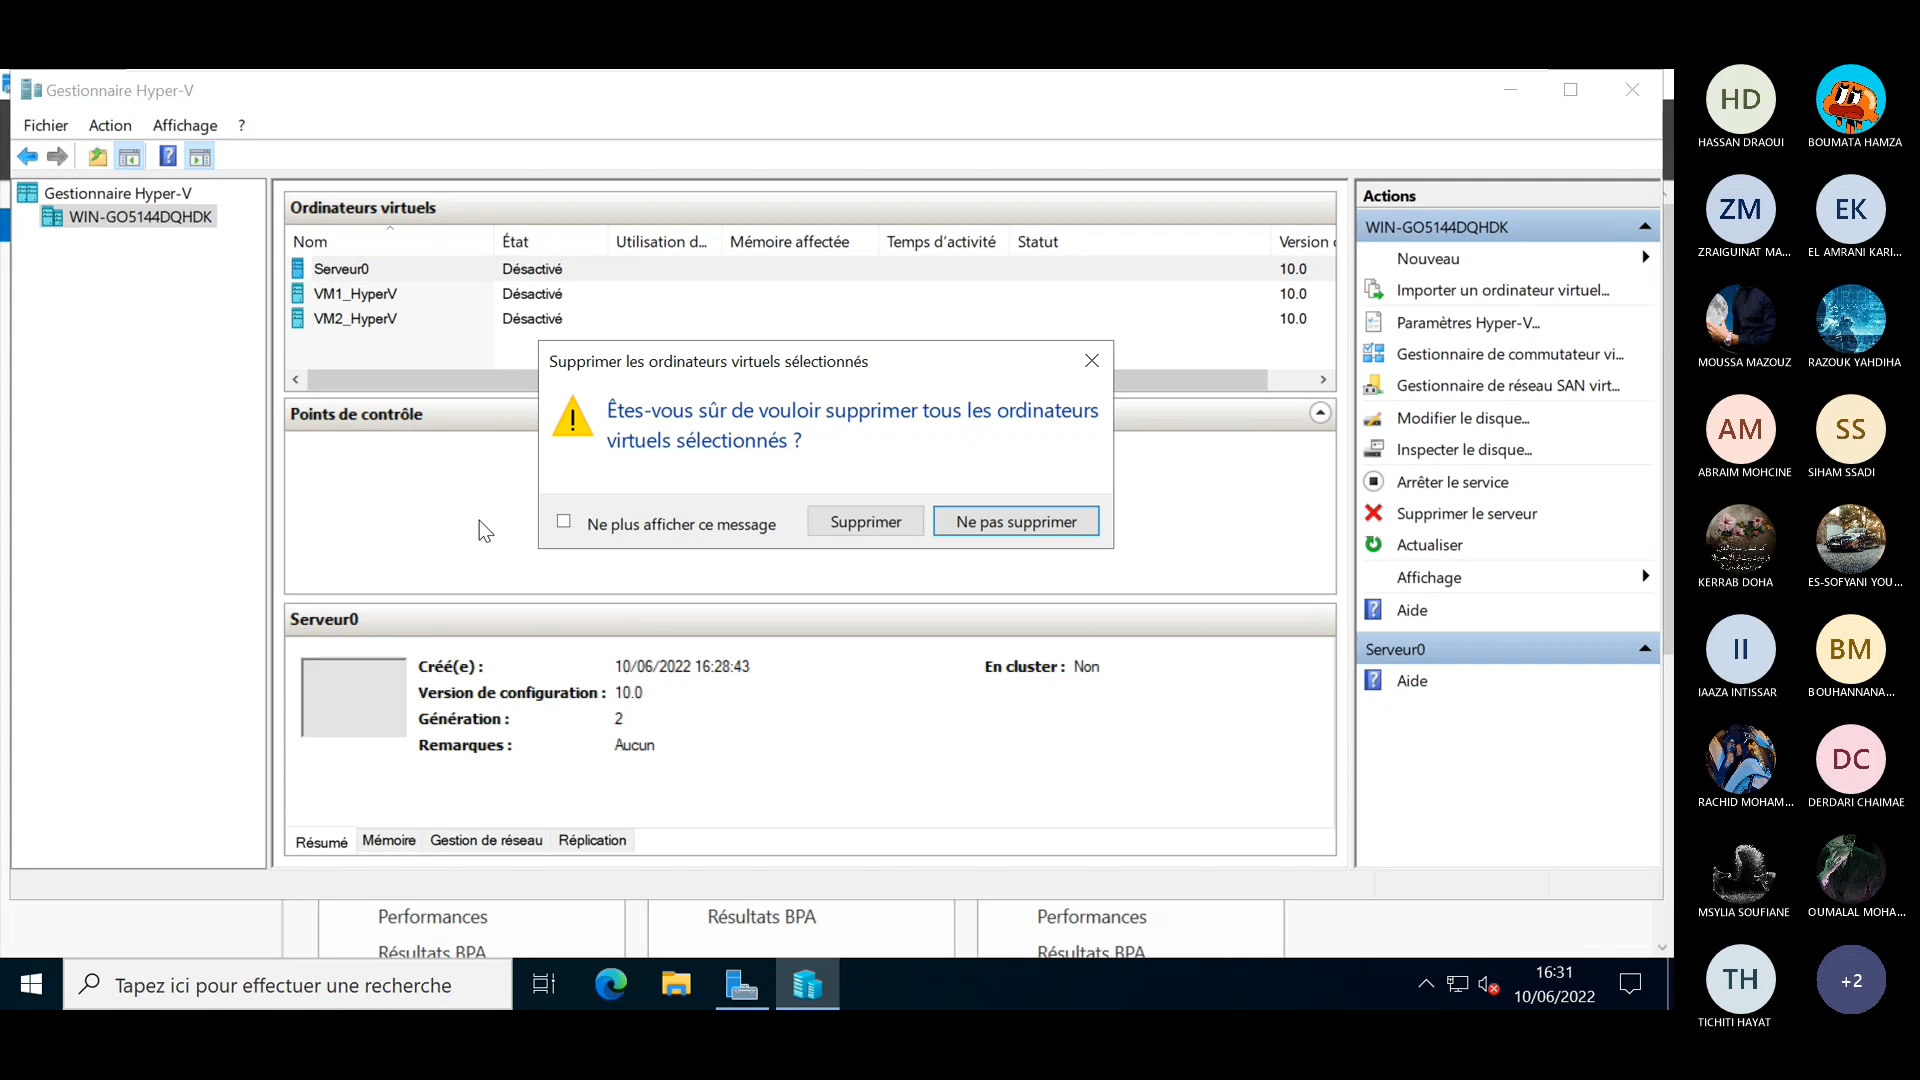 Gestionnaire Hyper-V
Fichier Action Affichage ?
Gestionnaire Hyper-V
WIN-GO5144DQHDK
Ordinateurs virtuels
Nom État Utilisation d... Mémoire affectée Temps d'activité Statut Version
Serveur0 Désactivé 10.0
VM1_HyperV Désactivé 10.0
VM2_HyperV Désactivé 10.0
Supprimer les ordinateurs virtuels sélectionnés
Êtes-vous sûr de vouloir supprimer tous les ordinateurs
virtuels sélectionnés ?
Ne plus afficher ce message Supprimer Ne pas supprimer
Points de contrôle
Serveur0
Créé(e) : 10/06/2022 16:28:43 En cluster : Non
Version de configuration : 10.0
Génération : 2
Remarques : Aucun
Résumé Mémoire Gestion de réseau Réplication
Actions
WIN-GO5144DQHDK
Nouveau
Importer un ordinateur virtuel...
Paramètres Hyper-V...
Gestionnaire de commutateur vi...
Gestionnaire de réseau SAN virt...
Modifier le disque...
Inspecter le disque...
Arrêter le service
Supprimer le serveur
Actualiser
Affichage
Aide
Serveur0
Aide
Performances Résultats BPA Performances
Résultats BPA Résultats BPA
Tapez ici pour effectuer une recherche
16:31
10/06/2022
HD
HASSAN DRAOUI BOUMATA HAMZA
ZM EK
ZRAIGUINAT MA... EL AMRANI KARI...
MOUSSA MAZOUZ RAZOUK YAHDIHA
AM SS
ABRAIM MOHCINE SIHAM SSADI
KERRAB DOHA ES-SOFYANI YOU...
II BM
IAAZA INTISSAR BOUHANNANA...
DC
RACHID MOHAM... DERDARI CHAIMAE
MSYLIA SOUFIANE OUMALAL MOHA...
TH +2
TICHITI HAYAT